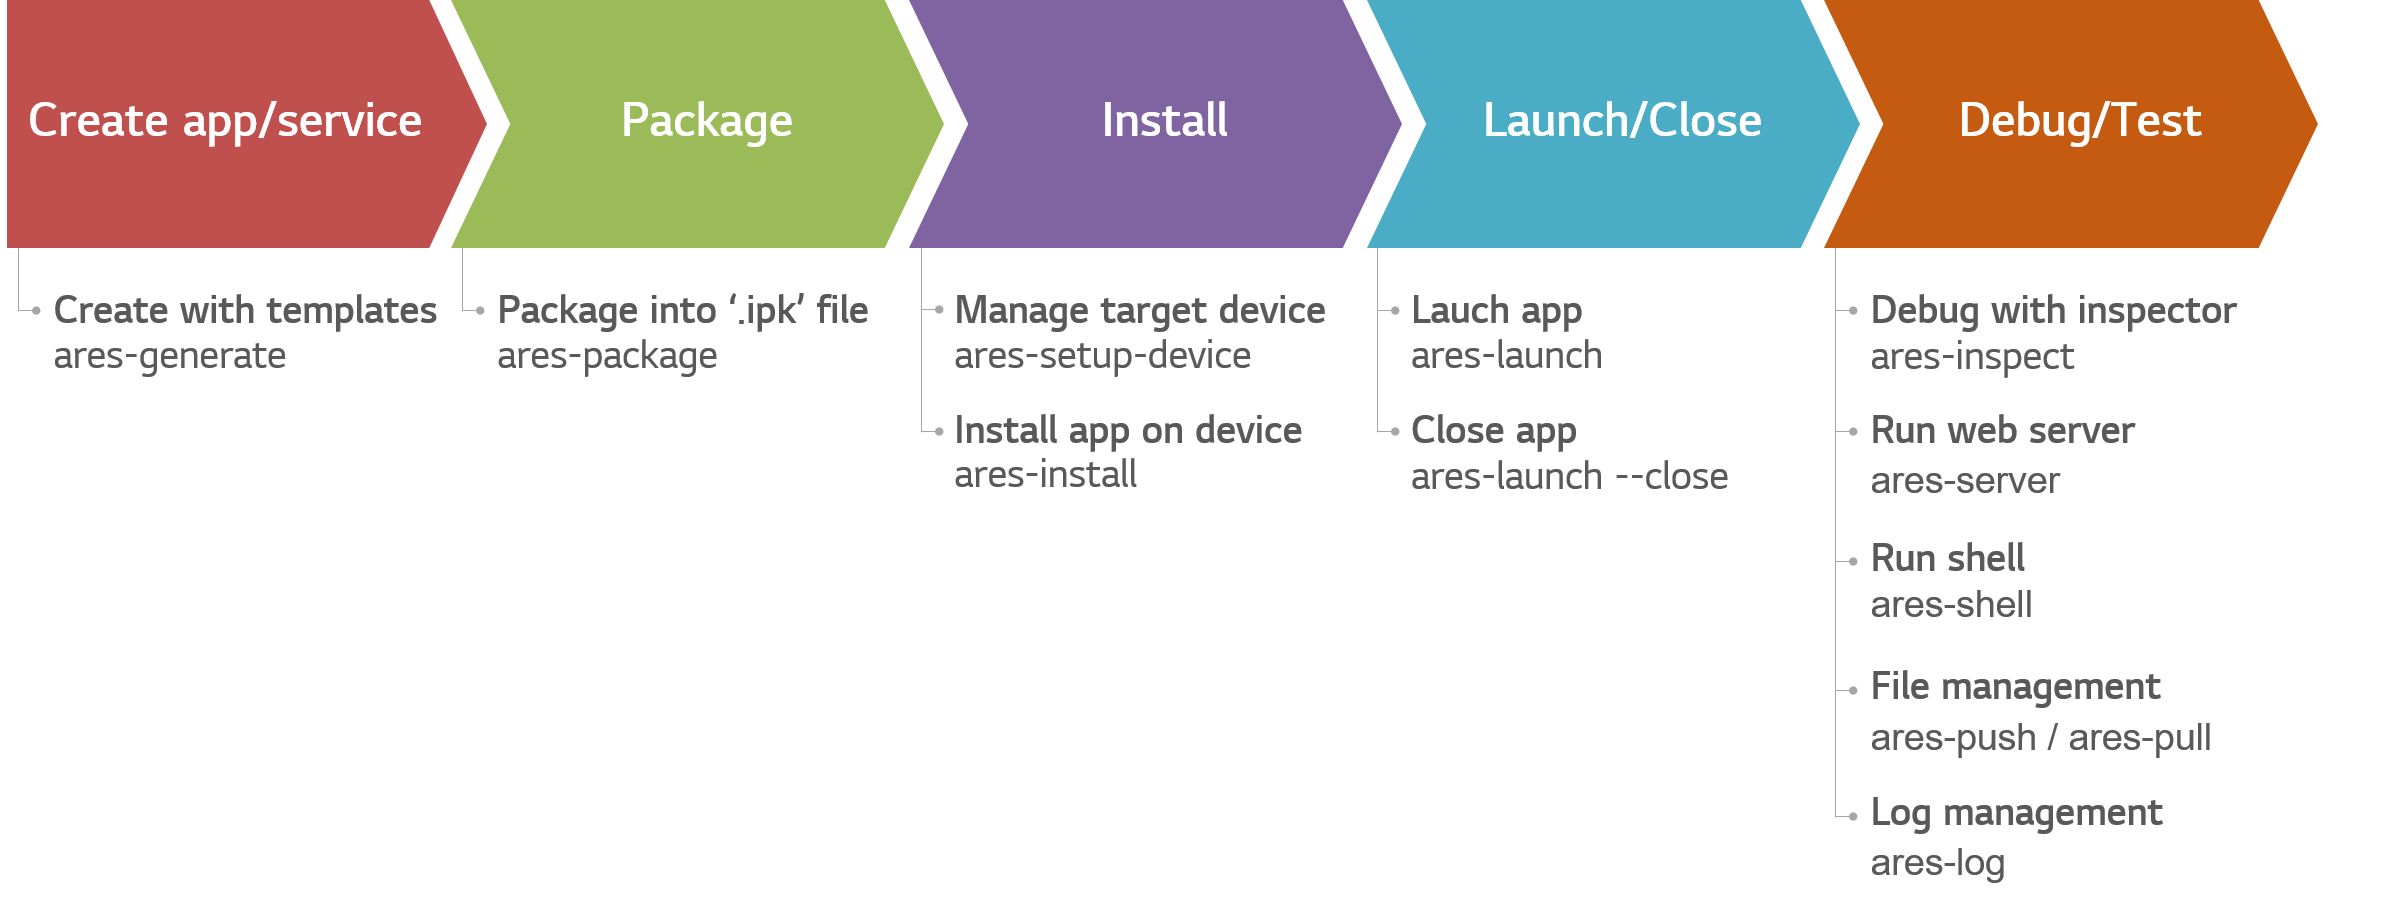 Create app/service
Package
Install
Launch/Close
Debug/Test
Create with templates
ares-generate
Package into ‘.ipk’ file
ares-package
Manage target device
ares-setup-device
Install app on device
ares-install
Lauch app
ares-launch
Close app
ares-launch --close
Debug with inspector
ares-inspect
Run web server
ares-server
Run shell
ares-shell
File management
ares-push / ares-pull
Log management
ares-log